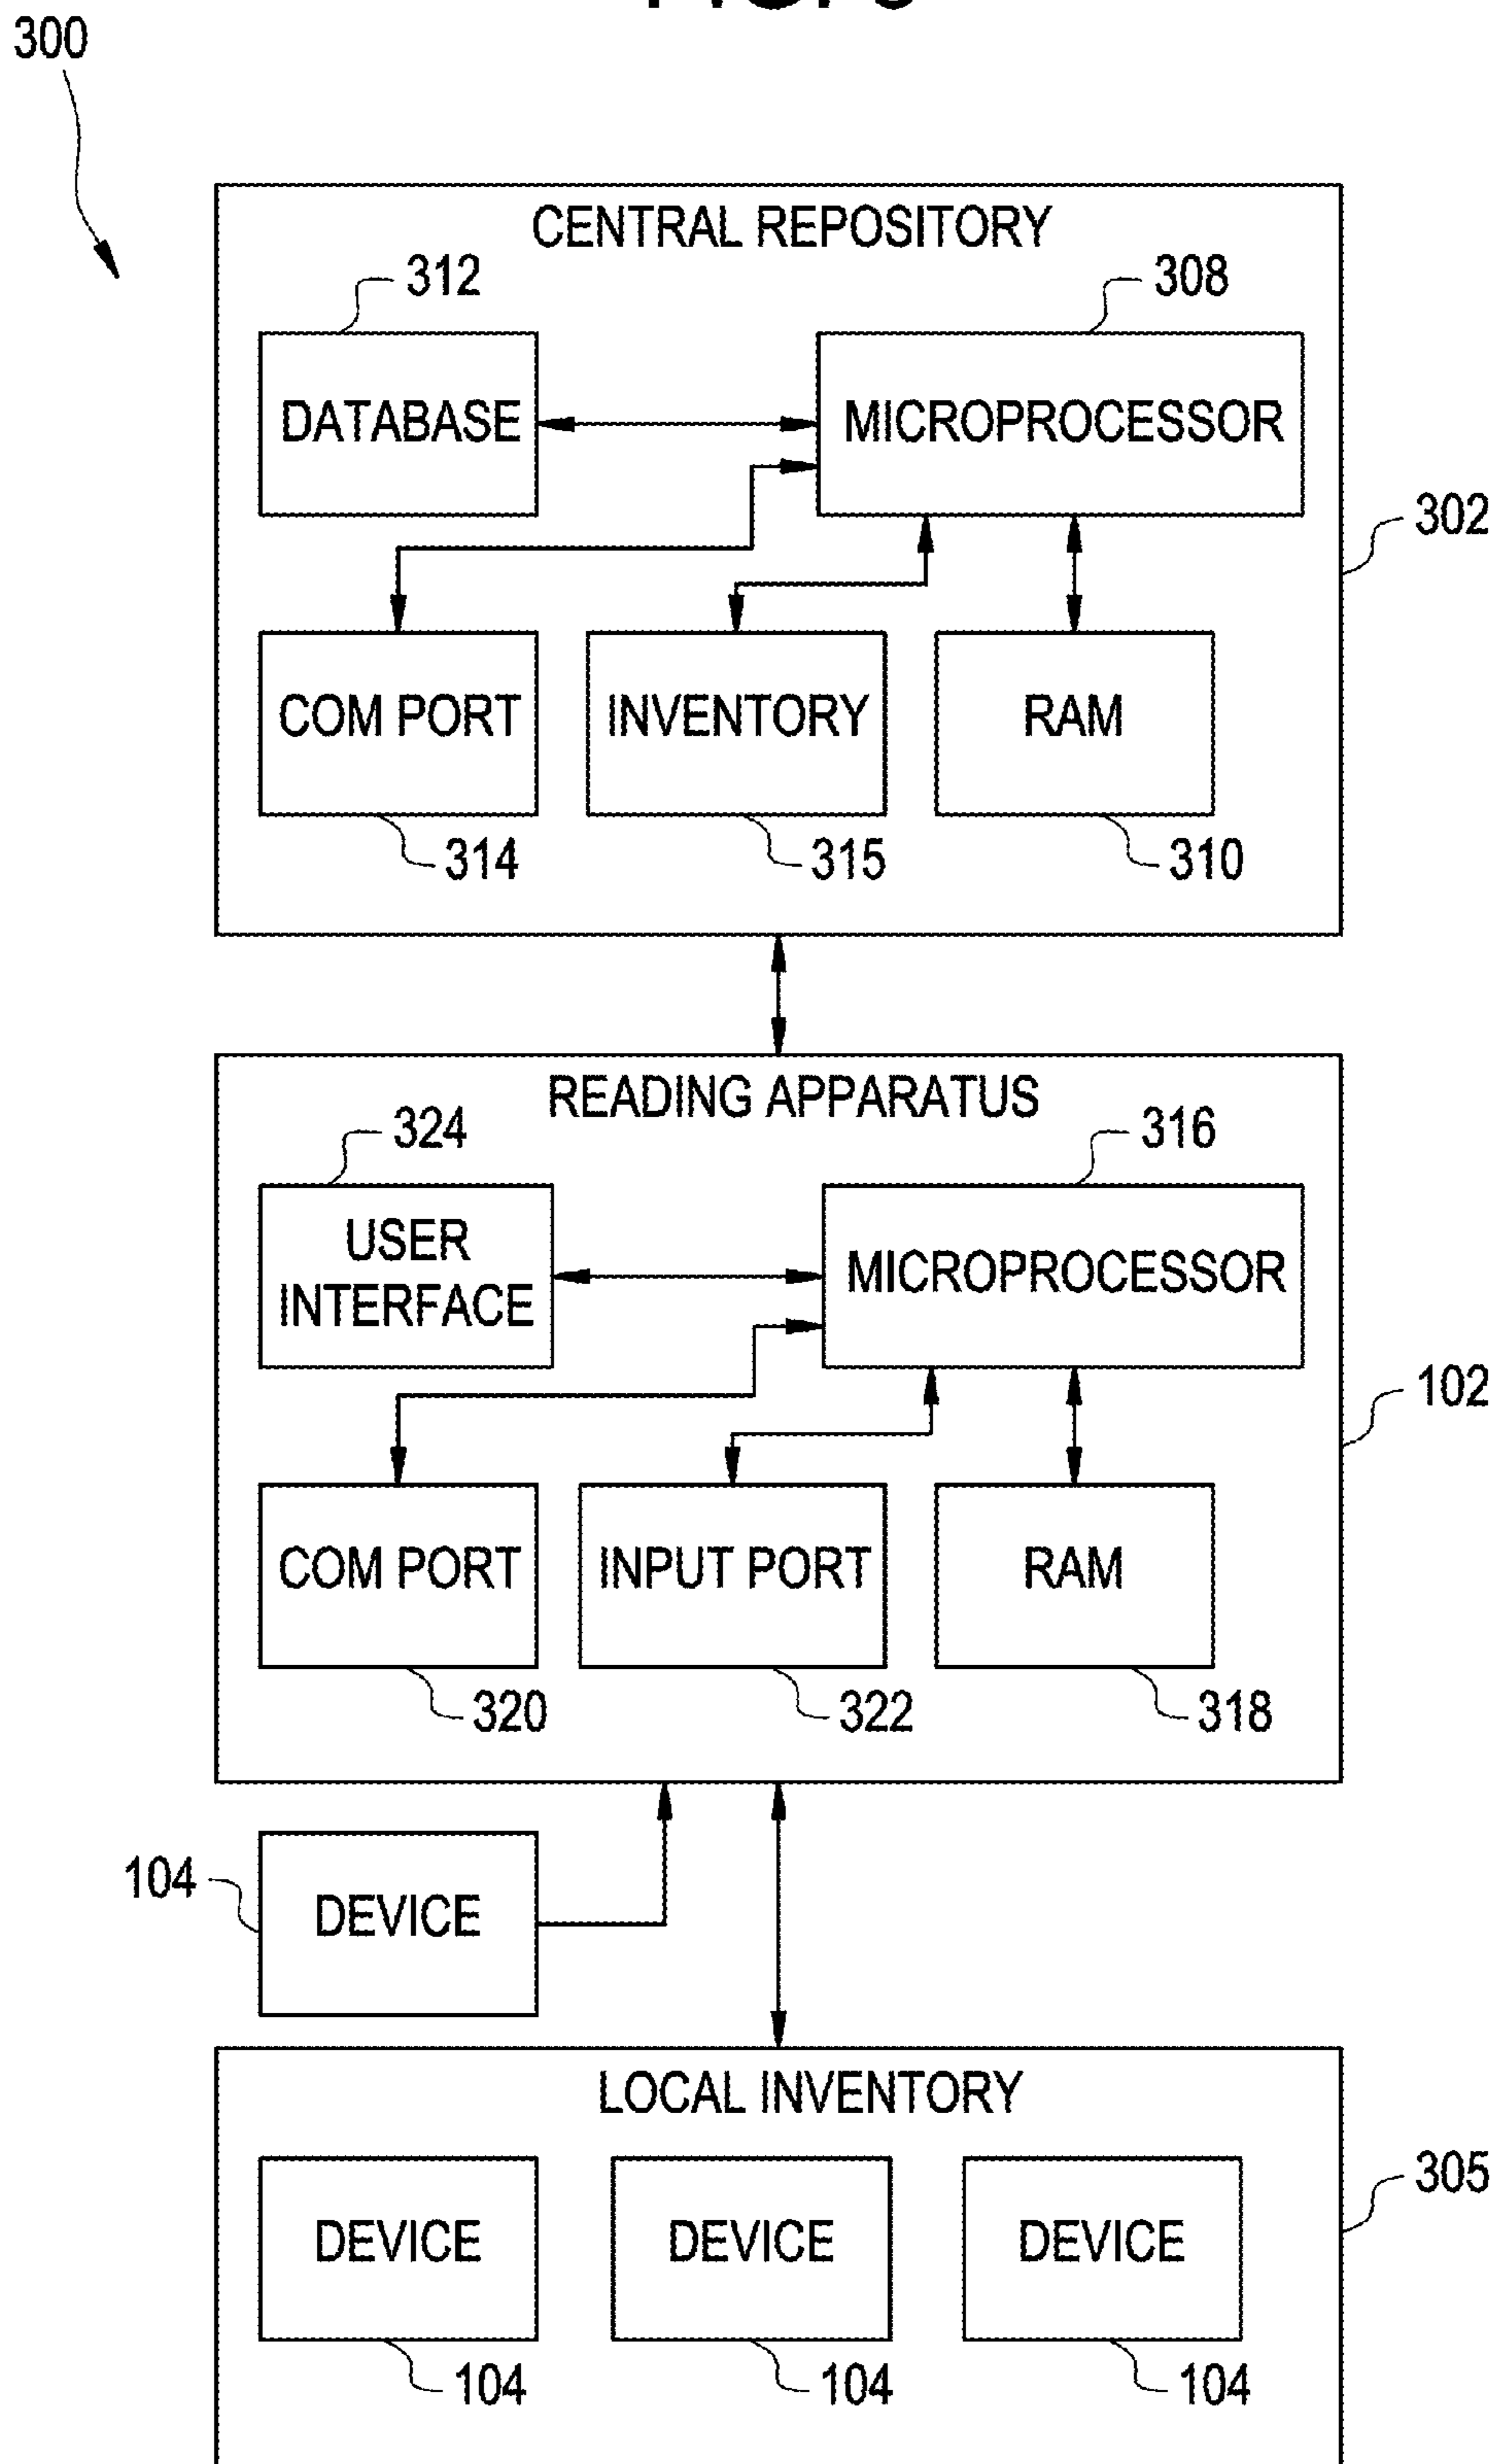 300
CENTRAL REPOSITORY
312
308
DATABASE
MICROPROCESSOR
302
COM PORT
INVENTORY
RAM
314
315
310
READING APPARATUS
324
316
USER
INTERFACE
MICROPROCESSOR
102
COM PORT
INPUT PORT
RAM
320
322
318
104
DEVICE
LOCAL INVENTORY
305
DEVICE
DEVICE
DEVICE
104
104
104